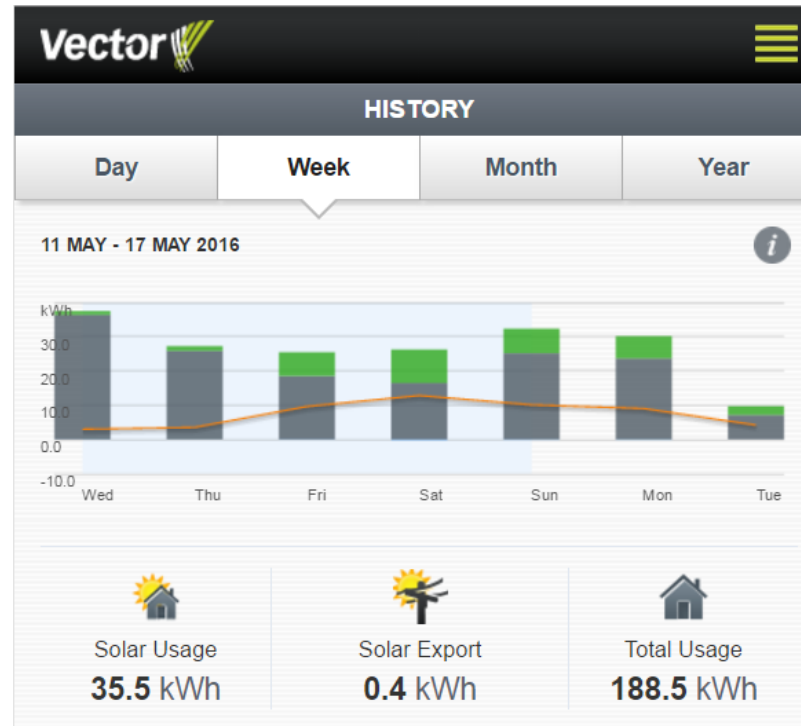 Vector
HISTORY
Day Week Month Year
11 MAY - 17 MAY 2016
i
kWh
30.0
20.0
10.0
0.0
-10.0
Wed Thu Fri Sat Sun Mon Tue
Solar Usage Solar Export Total Usage
35.5 kWh 0.4 kWh 188.5 kWh